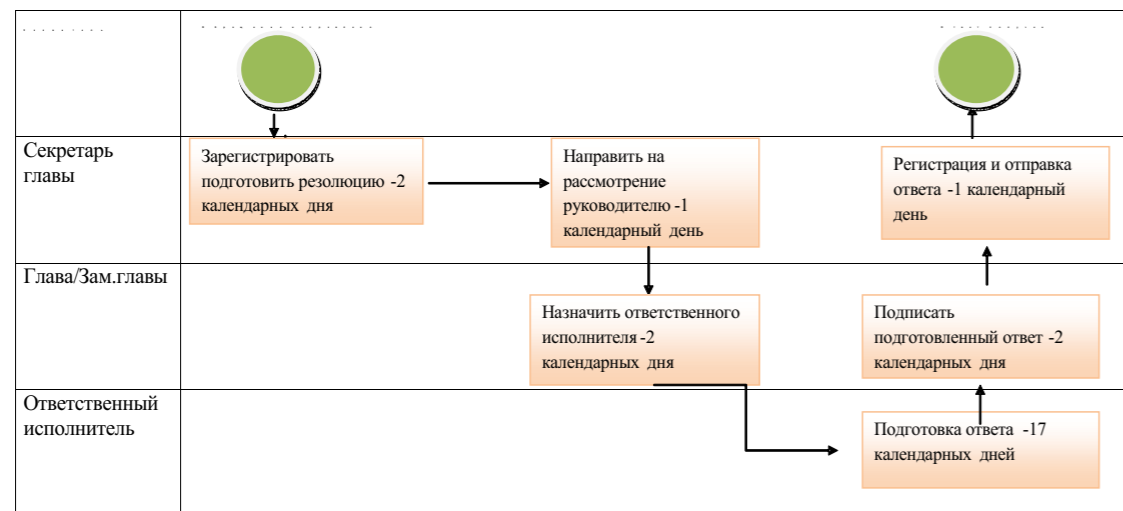 Секретарь
главы
Зарегистрировать
подготовить резолюцию -2
календарных дня
Направить на
рассмотрение
руководителю -1
календарный день
Регистрация и отправка
ответа -1 календарный
день
Глава/Зам.главы
Назначить ответственного
исполнителя -2
календарных дня
Подписать
подготовленный ответ -2
календарных дня
Ответственный
исполнитель
Подготовка ответа -17
календарных дней